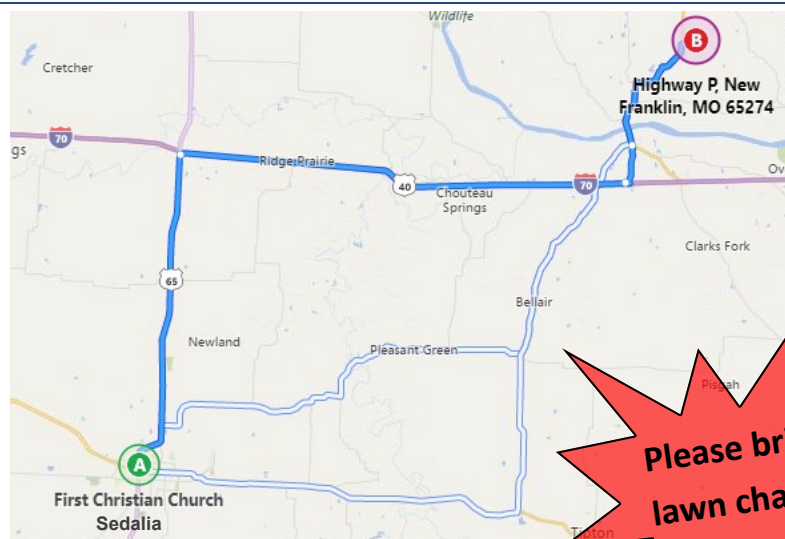 Wildlife
Cretcher
B
Highway P, New
Franklin, MO 65274
70
gs
Ridge Prairie
40
Chouteau
Springs
70
Ov
Clarks Fork
65
Bellair
Newland
Pleasant Green
Pisgah
A
First Christian Church
Sedalia
Tipton
Please bri
lawn cha